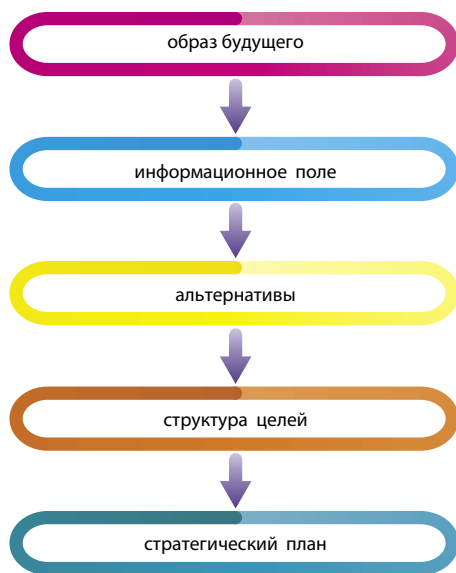 образ будущего
информационное поле
альтернативы
структура целей
стратегический план